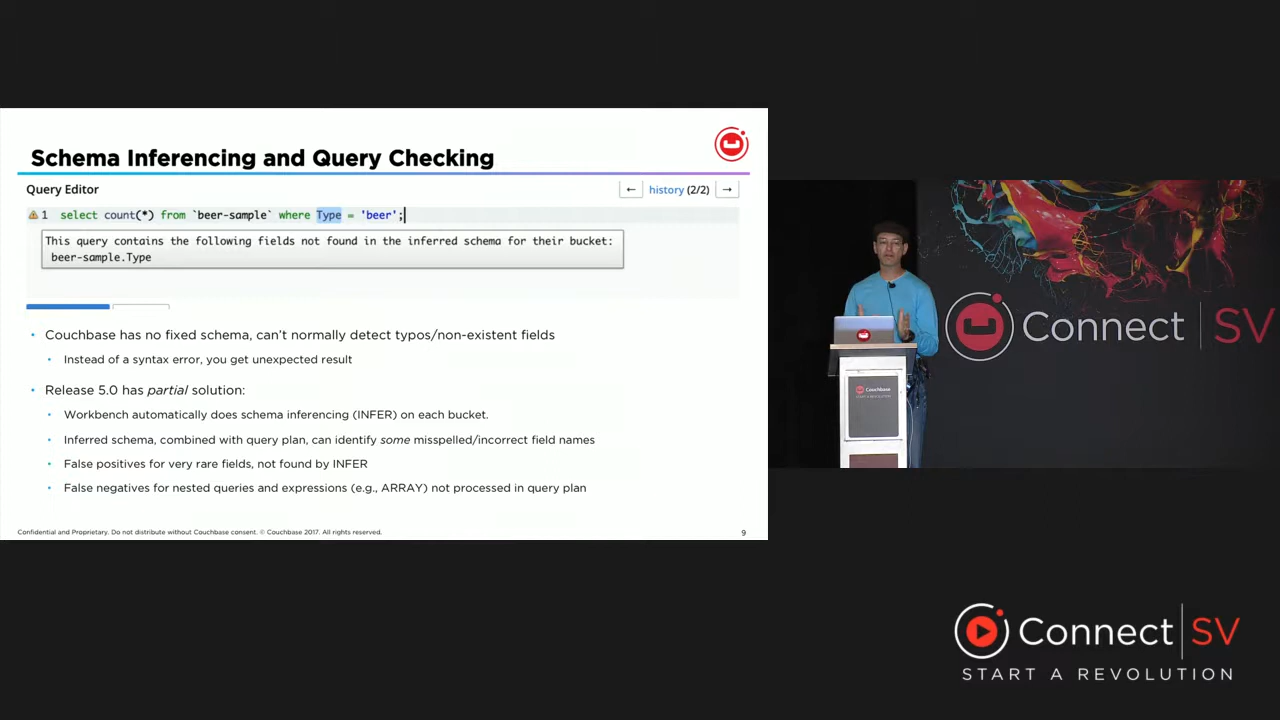 Schema Inferencing and Query Checking
Query Editor
← history (2/2) →
1 select count(*) from `beer-sample` where Type = 'beer';
This query contains the following fields not found in the inferred schema for their bucket:
beer-sample.Type
• Couchbase has no fixed schema, can't normally detect typos/non-existent fields
• Instead of a syntax error, you get unexpected result
• Release 5.0 has partial solution:
• Workbench automatically does schema inferencing (INFER) on each bucket.
• Inferred schema, combined with query plan, can identify some misspelled/incorrect field names
• False positives for very rare fields, not found by INFER
• False negatives for nested queries and expressions (e.g., ARRAY) not processed in query plan
Confidential and Proprietary. Do not distribute without Couchbase consent. © Couchbase 2017. All rights reserved.
9
Connect | SV
Couchbase
START A REVOLUTION
Connect | SV
START A REVOLUTION